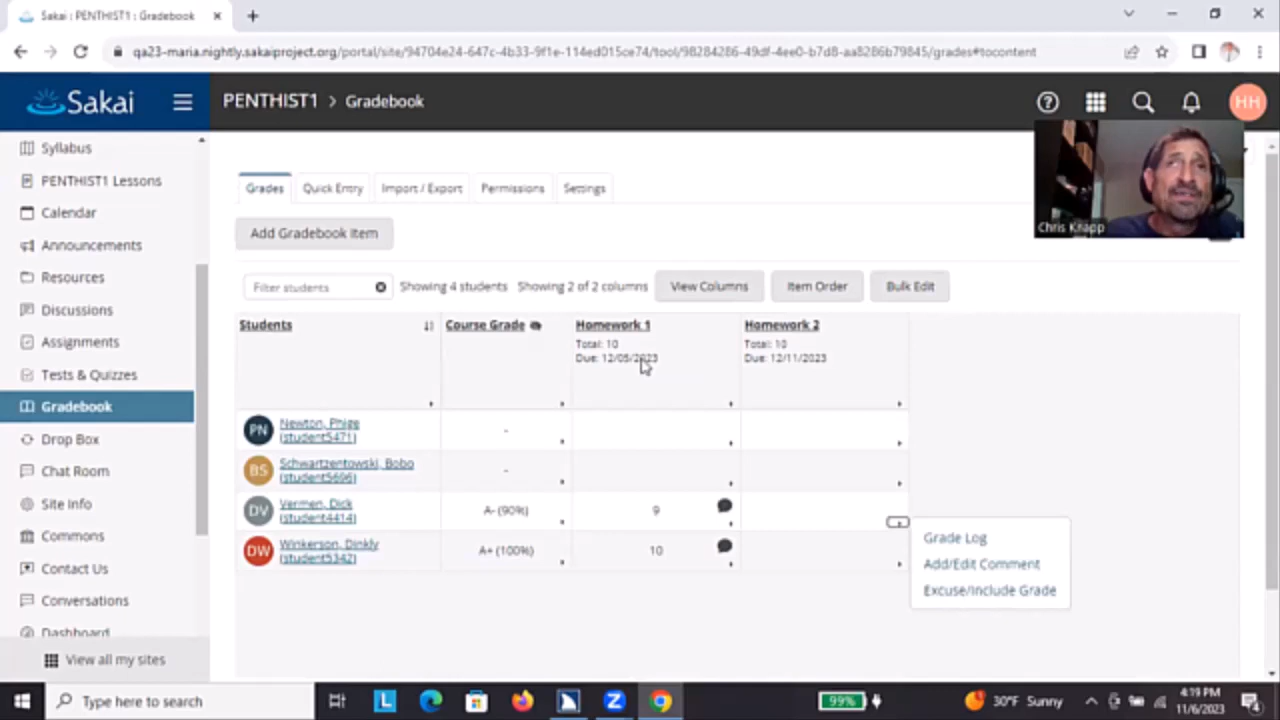 Sakai : PENTHIST1 : Gradebook
qa23-maria.nightly.sakaiproject.org/portal/site/94704e24-647c-4b33-9f1e-114ed015ce74/tool/98284286-49df-4ee0-b7d8-aa8286b79845/grades#tocontent
Sakai
PENTHIST1 > Gradebook
HH
Syllabus
PENTHIST1 Lessons
Calendar
Announcements
Resources
Discussions
Assignments
Tests & Quizzes
Gradebook
Drop Box
Chat Room
Site Info
Commons
Contact Us
Conversations
Dashboard
View all my sites
Chris Knapp
Grades Quick Entry Import / Export Permissions Settings
Add Gradebook Item
Filter students Showing 4 students Showing 2 of 2 columns View Columns Item Order Bulk Edit
Students Course Grade Homework 1 Homework 2
Total: 10 Total: 10
Due: 12/05/2023 Due: 12/11/2023
PN Newton, Phige -
(student5471)
BS Schwartzentowski, Bobo -
(student5696)
DV Vermen, Dick A- (90%) 9
(student4414)
DW Winkerson, Dinkly A+ (100%) 10
(student5342)
Grade Log
Add/Edit Comment
Excuse/Include Grade
Type here to search
L
99%
30°F Sunny
4:19 PM
11/6/2023